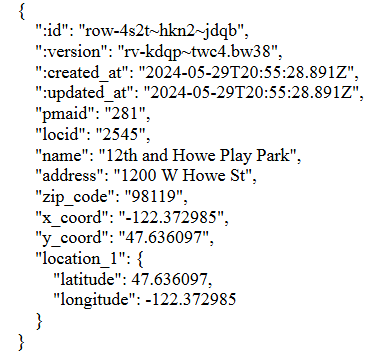 {
":id": "row-4s2t~hkn2~jdqb",
":version": "rv-kdqp~twc4.bw38",
":created_at": "2024-05-29T20:55:28.891Z",
":updated_at": "2024-05-29T20:55:28.891Z",
"pmaid": "281",
"locid": "2545",
"name": "12th and Howe Play Park",
"address": "1200 W Howe St",
"zip_code": "98119",
"x_coord": "-122.372985",
"y_coord": "47.636097",
"location_1": {
"latitude": 47.636097,
"longitude": -122.372985
}
}